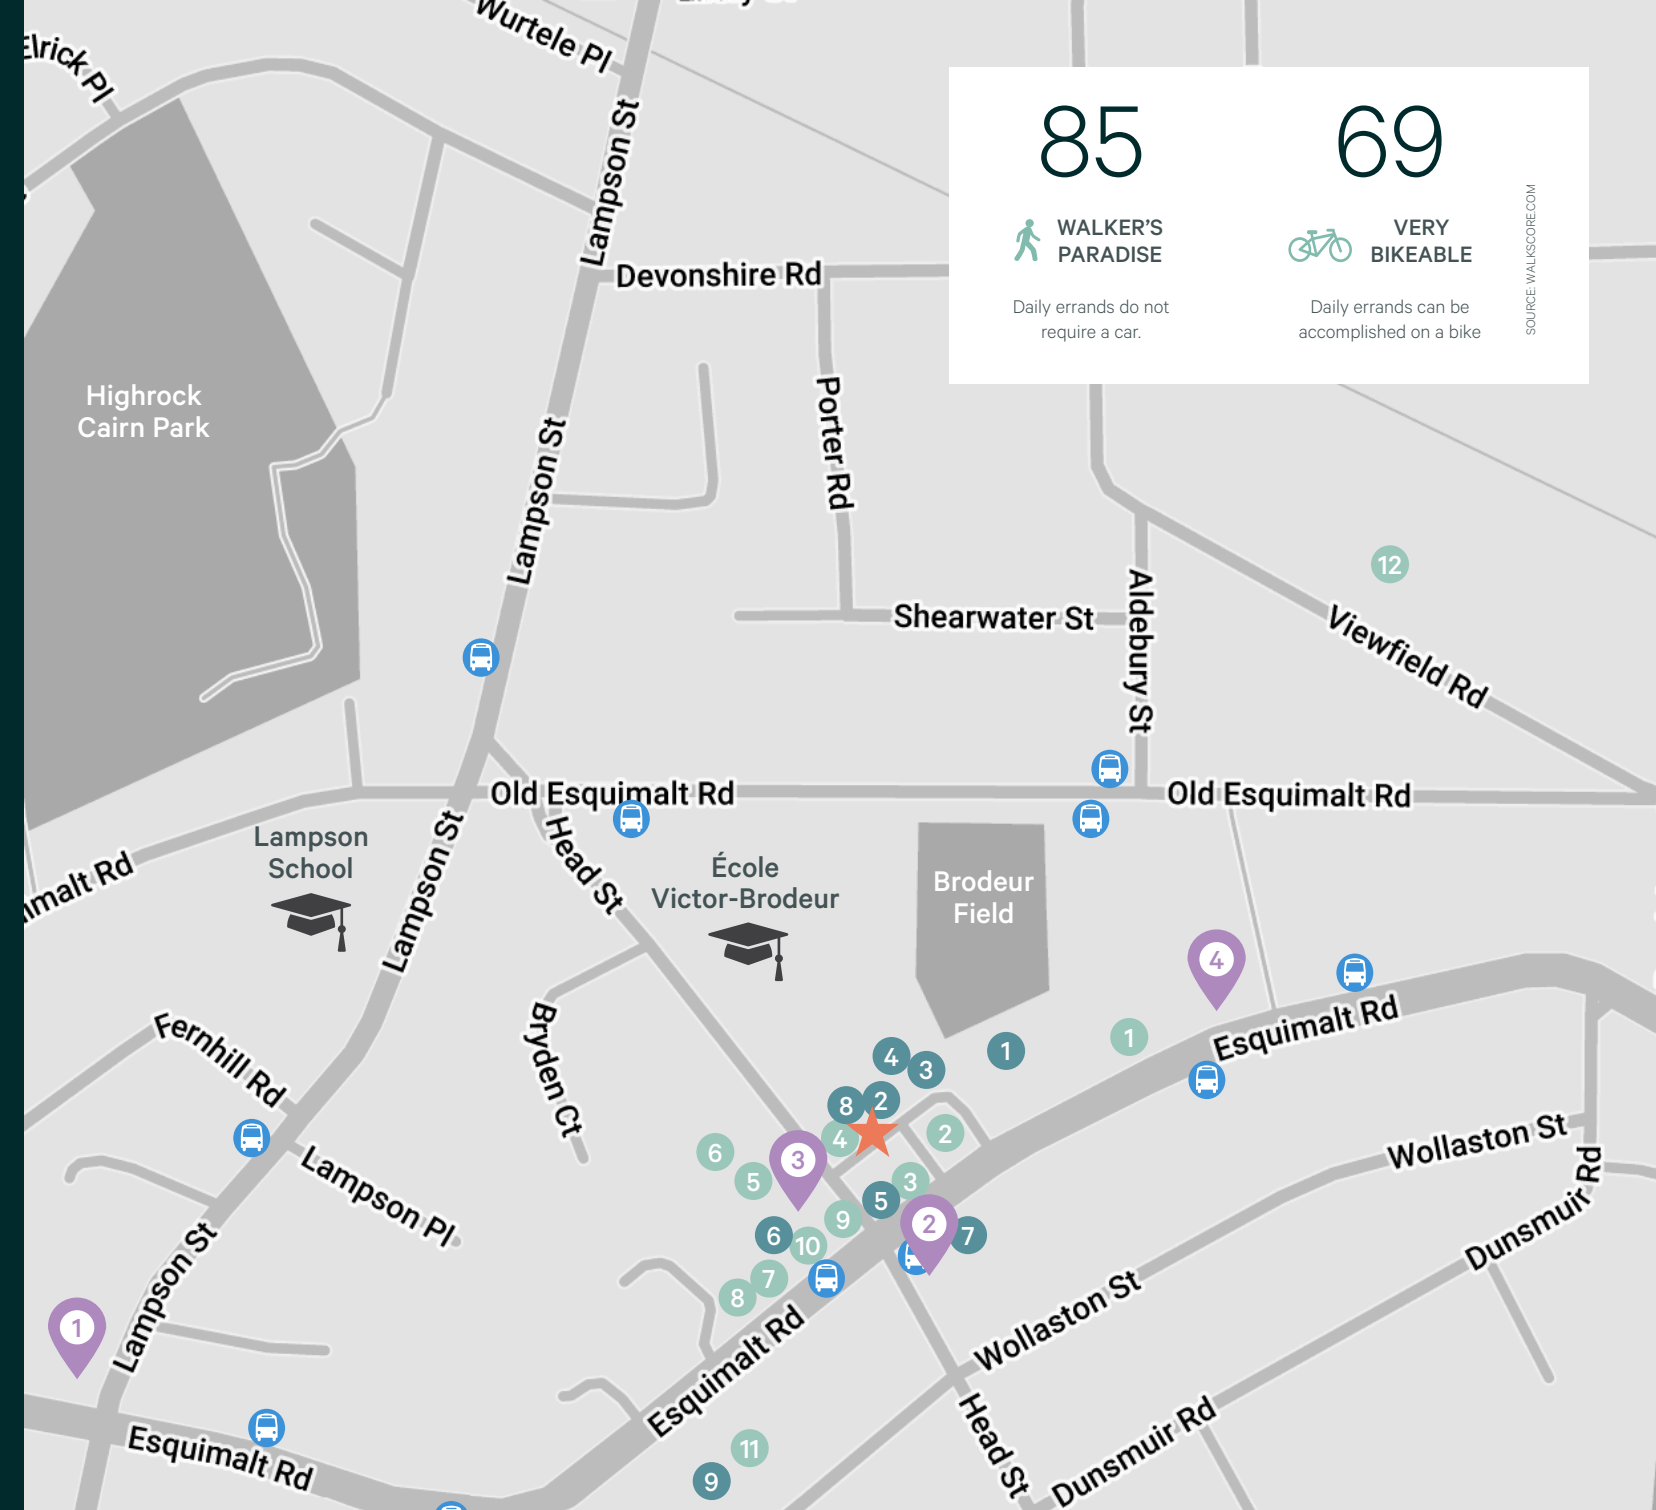 Wurtele Pl
Elrick Pl
Lampson St
85
69
WALKER'S
PARADISE
VERY
BIKEABLE
Daily errands do not
require a car.
Daily errands can be
accomplished on a bike
SOURCE: WALKSCORE.COM
Devonshire Rd
Highrock
Cairn Park
Porter Rd
Lampson St
12
Shearwater St
Aldebury St
Viewfield Rd
Old Esquimalt Rd
Old Esquimalt Rd
Lampson
School
Lampson St
Head St
École
Victor-Brodeur
Brodeur
Field
4
Esquimalt Rd
Fernhill Rd
Bryden Ct
1
1
4
3
8
2
4
2
6
3
5
3
5
9
6
10
2
7
7
8
Lampson Pl
Lampson St
Wollaston St
Dunsmuir Rd
1
Esquimalt Rd
Wollaston St
Esquimalt Rd
Head St
Dunsmuir Rd
11
9